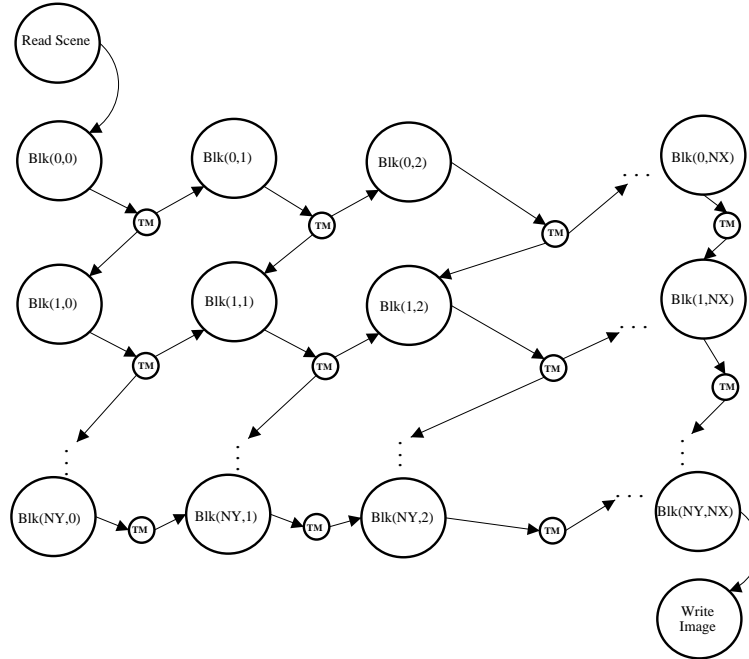 Read Scene
Blk(0,0)
Blk(0,1)
Blk(0,2)
. . .
Blk(0,NX)
TM
TM
TM
TM
Blk(1,0)
Blk(1,1)
Blk(1,2)
. . .
Blk(1,NX)
TM
TM
TM
TM
. . .
. . .
. . .
. . .
Blk(NY,0)
TM
Blk(NY,1)
TM
Blk(NY,2)
TM
. . .
Blk(NY,NX)
Write
Image